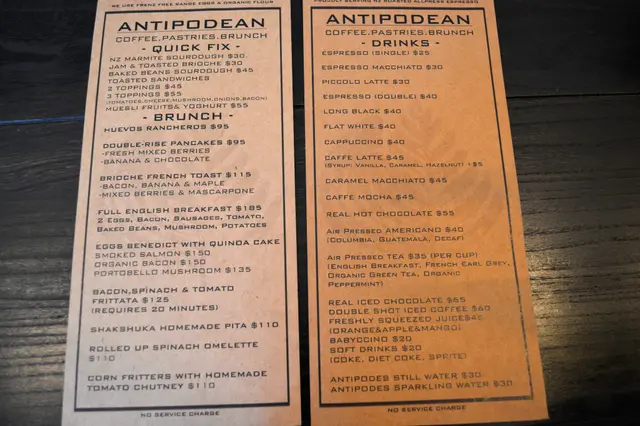 WE USE FRENZ FREE RANGE EGGS & ORGANIC FLOUR
ANTIPODEAN
COFFEE.PASTRIES.BRUNCH
- QUICK FIX -
NZ MARMITE SOURDOUGH $30
JAM & TOASTED BRIOCHE $30
BAKED BEANS SOURDOUGH $45
TOASTED SANDWICHES
2 TOPPINGS $45
3 TOPPINGS $55
(TOMATOES,CHEESE,MUSHROOM,ONIONS,BACON)
MUESLI FRUITS& YOGHURT $55
- BRUNCH -
HUEVOS RANCHEROS $95
DOUBLE-RISE PANCAKES $95
-FRESH MIXED BERRIES
-BANANA & CHOCOLATE
BRIOCHE FRENCH TOAST $115
-BACON, BANANA & MAPLE
-MIXED BERRIES & MASCARPONE
FULL ENGLISH BREAKFAST $185
2 EGGS, BACON, SAUSAGES, TOMATO,
BAKED BEANS, MUSHROOM, POTATOES
EGGS BENEDICT WITH QUINOA CAKE
SMOKED SALMON $150
ORGANIC BACON $150
PORTOBELLO MUSHROOM $135
BACON,SPINACH & TOMATO
FRITTATA $125
(REQUIRES 20 MINUTES)
SHAKSHUKA HOMEMADE PITA $110
ROLLED UP SPINACH OMELETTE
$110
CORN FRITTERS WITH HOMEMADE
TOMATO CHUTNEY $110
NO SERVICE CHARGE
PROUDLY SERVING NZ ROASTED ALLPRESS ESPRESSO
ANTIPODEAN
COFFEE.PASTRIES.BRUNCH
- DRINKS -
ESPRESSO (SINGLE) $25
ESPRESSO MACCHIATO $30
PICCOLO LATTE $30
ESPRESSO (DOUBLE) $40
LONG BLACK $40
FLAT WHITE $40
CAPPUCCINO $40
CAFFE LATTE $45
(SYRUP: VANILLA, CARAMEL, HAZELNUT) +$5
CARAMEL MACCHIATO $45
CAFFE MOCHA $45
REAL HOT CHOCOLATE $55
AIR PRESSED AMERICANO $40
(COLUMBIA, GUATEMALA, DECAF)
AIR PRESSED TEA $35 (PER CUP)
(ENGLISH BREAKFAST, FRENCH EARL GREY,
ORGANIC GREEN TEA, ORGANIC
PEPPERMINT)
REAL ICED CHOCOLATE $65
DOUBLE SHOT ICED COFFEE $60
FRESHLY SQUEEZED JUICE$45
(ORANGE&APPLE&MANGO)
BABYCCINO $20
SOFT DRINKS $20
(COKE, DIET COKE, SPRITE)
ANTIPODES STILL WATER $30
ANTIPODES SPARKLING WATER $30
NO SERVICE CHARGE